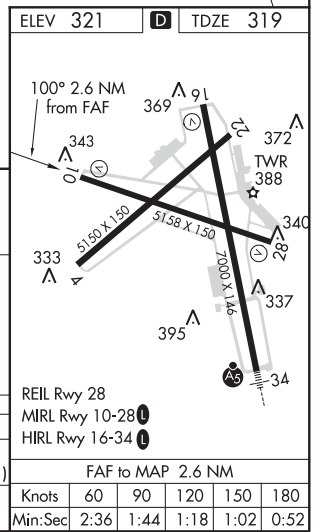 ELEV 321 D TDZE 319
100° 2.6 NM
from FAF
369
16
22
372
343
TWR
388
10
5150 X 150
5158 X 150
340
28
333
4
7000 X 146
337
395
A5
34
REIL Rwy 28
MIRL Rwy 10-28 L
HIRL Rwy 16-34 L
)
FAF to MAP 2.6 NM
Knots 60 90 120 150 180
Min:Sec 2:36 1:44 1:18 1:02 0:52